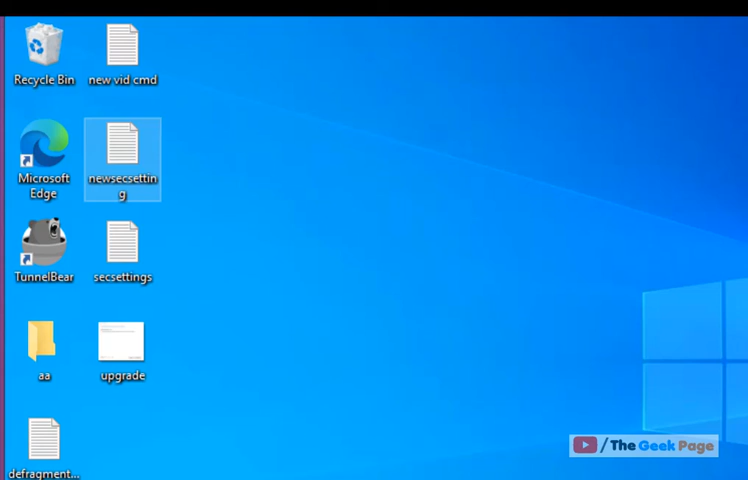 Recycle Bin
new vid cmd
Microsoft
Edge
newsecsettin
g
TunnelBear
secsettings
aa
upgrade
defragment...
/The Geek Page